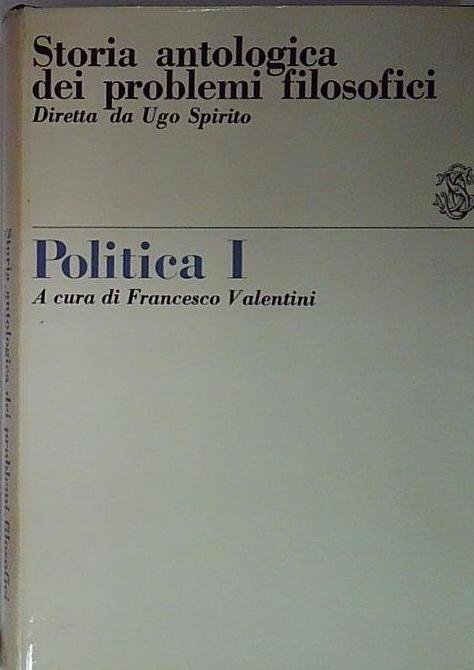 Storia antologica
dei problemi filosofici
Diretta da Ugo Spirito
Politica I
A cura di Francesco Valentini
Storia antologica dei problemi filosofici